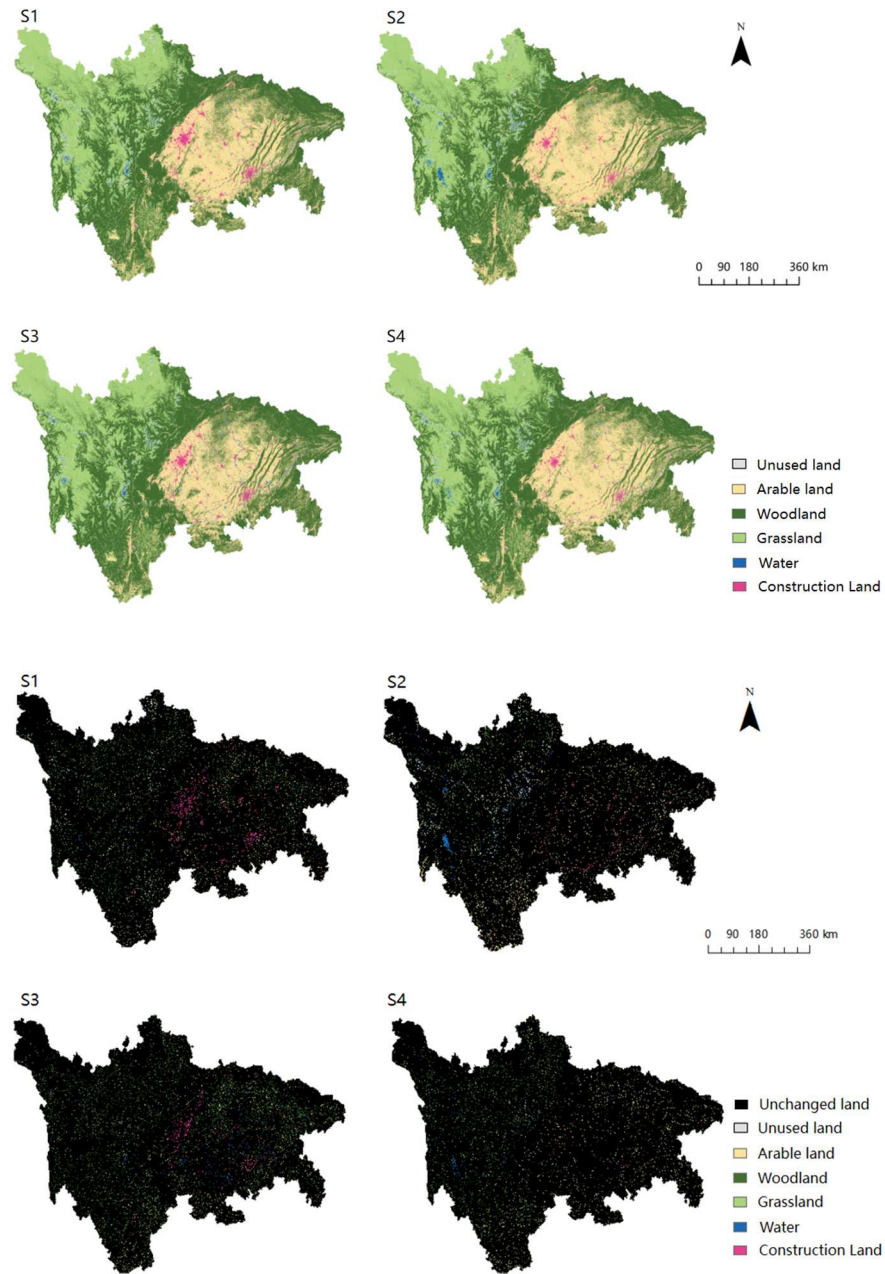 S1
S2
N
0 90 180 360 km
S3
S4
Unused land
Arable land
Woodland
Grassland
Water
Construction Land
S1
S2
N
0 90 180 360 km
S3
S4
Unchanged land
Unused land
Arable land
Woodland
Grassland
Water
Construction Land